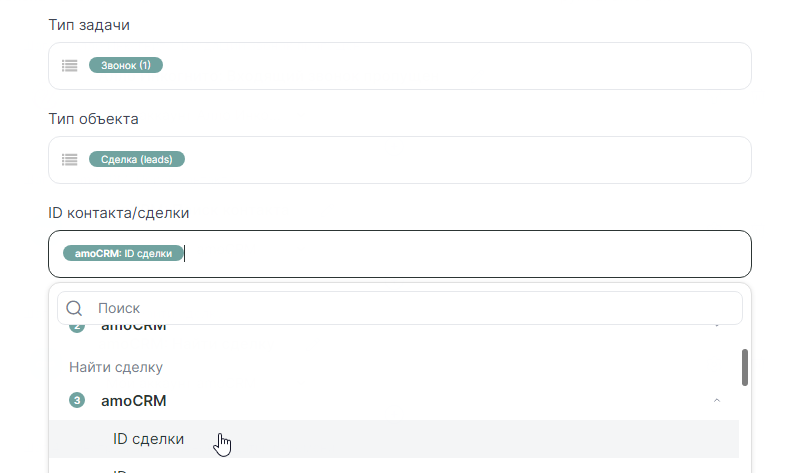 Тип задачи
Звонок (1)
Тип объекта
Сделка (leads)
ID контакта/сделки
amoCRM: ID сделки
Поиск
2 amoCRM
Найти сделку
3 amoCRM
ID сделки